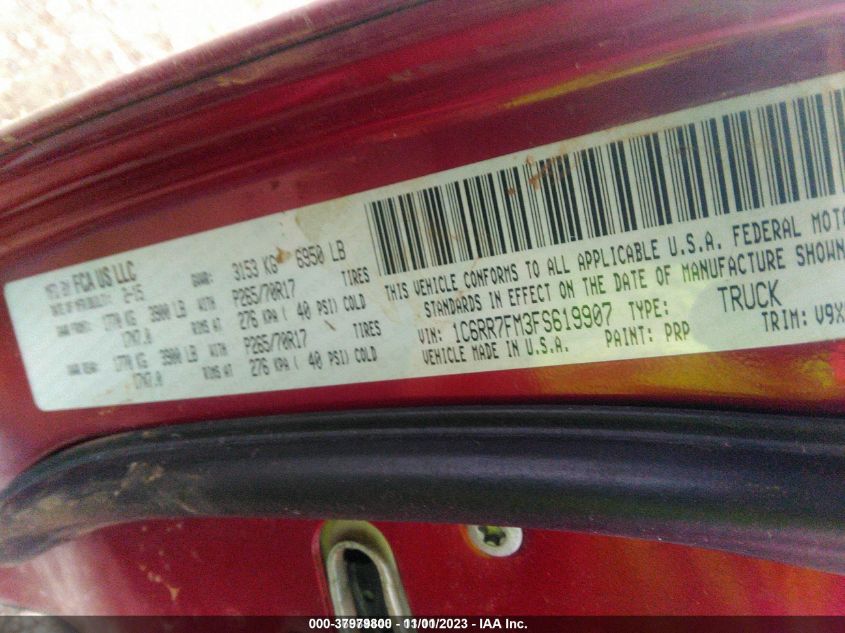 MFD BY FCA US LLC
DATE OF MFR 2-15 GVWR: 3153 KG 6950 LB
GAWR FRONT: 1770 KG 3900 LB WITH P265/70R17 TIRES
17X7.0 RIMS AT 276 KPA ( 40 PSI) COLD
GAWR REAR: 1770 KG 3900 LB WITH P265/70R17 TIRES
17X7.0 RIMS AT 276 KPA ( 40 PSI) COLD
THIS VEHICLE CONFORMS TO ALL APPLICABLE U.S.A. FEDERAL MOTO
STANDARDS IN EFFECT ON THE DATE OF MANUFACTURE SHOWN
VIN: 1C6RR7FM3FS619907 TYPE: TRUCK
VEHICLE MADE IN U.S.A. PAINT: PRP TRIM: V9X
000-37979800 - 11/01/2023 - IAA Inc.